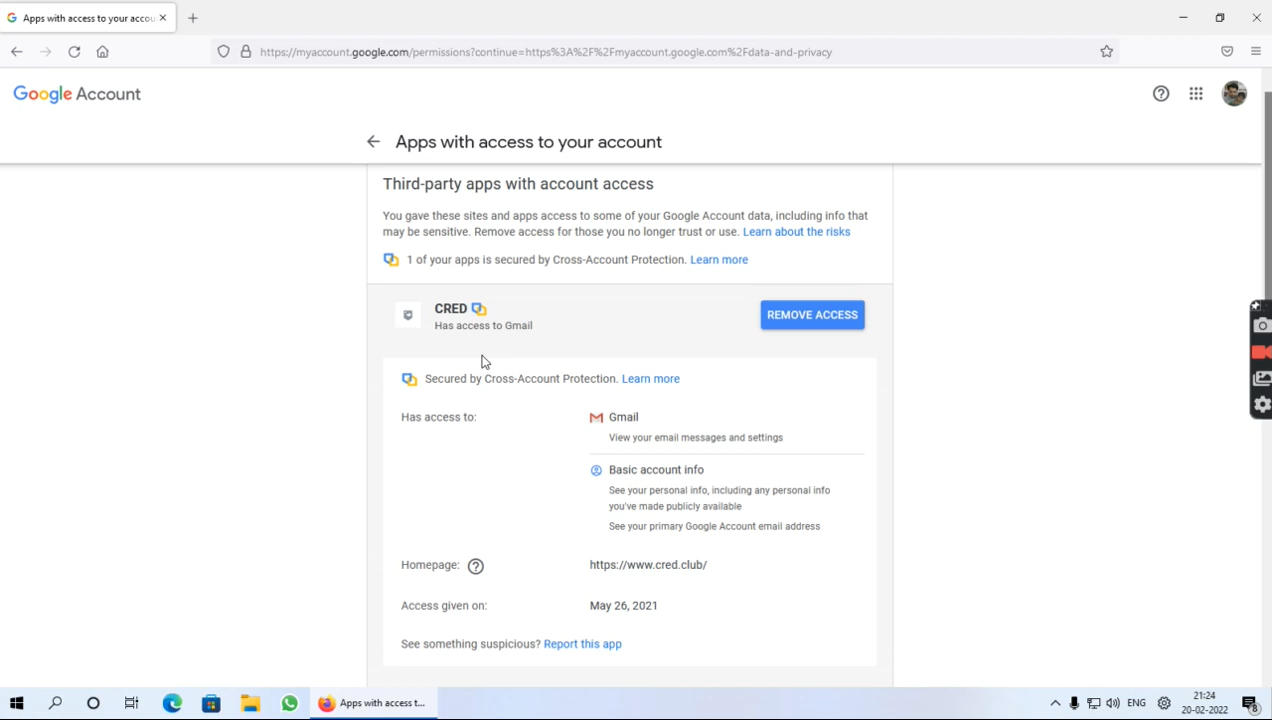 Apps with access to your accou
https://myaccount.google.com/permissions?continue=https%3A%2F%2Fmyaccount.google.com%2Fdata-and-privacy
Google Account
Apps with access to your account
Third-party apps with account access
You gave these sites and apps access to some of your Google Account data, including info that
may be sensitive. Remove access for those you no longer trust or use. Learn about the risks
1 of your apps is secured by Cross-Account Protection. Learn more
CRED
REMOVE ACCESS
Has access to Gmail
Secured by Cross-Account Protection. Learn more
Has access to:
Gmail
View your email messages and settings
Basic account info
See your personal info, including any personal info
you've made publicly available
See your primary Google Account email address
Homepage:
https://www.cred.club/
Access given on:
May 26, 2021
See something suspicious? Report this app
Apps with access t...
ENG
21:24
20-02-2022
8